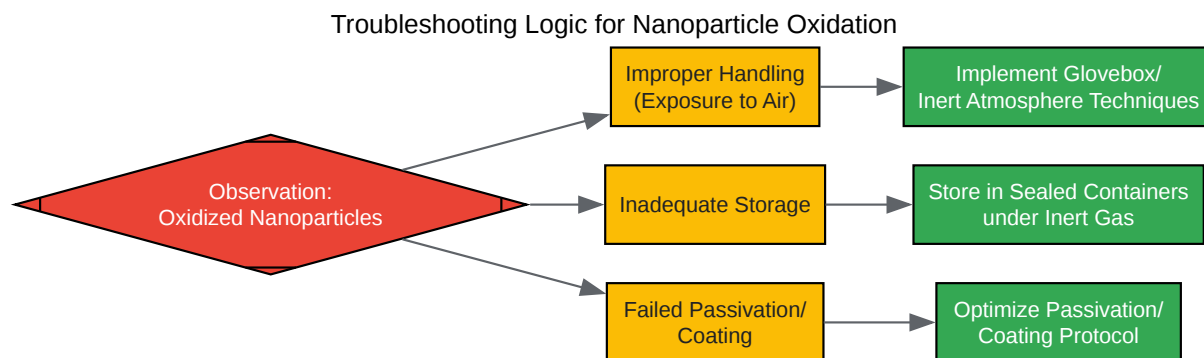 Troubleshooting Logic for Nanoparticle Oxidation
Observation:
Oxidized Nanoparticles
Improper Handling
(Exposure to Air)
Implement Glovebox/
Inert Atmosphere Techniques
Inadequate Storage
Store in Sealed Containers
under Inert Gas
Failed Passivation/
Coating
Optimize Passivation/
Coating Protocol